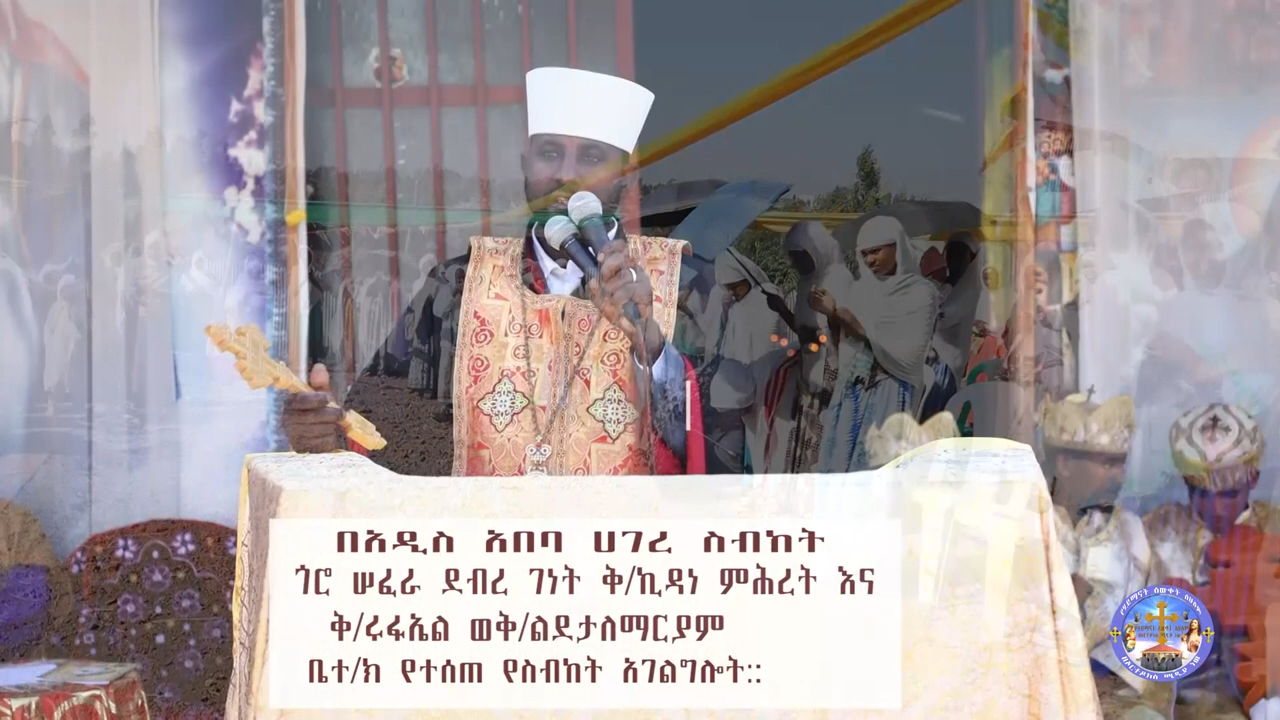 በአዲስ አበባ ሀገረ ስብከት
ጎሮ ሠፈራ ደብረ ገነት ቅ/ኪዳነ ምሕረት እና
ቅ/ሩፋኤል ወቅ/ልደታለማርያም
ቤተ/ክ የተሰጠ የስብከት አገልግሎት::